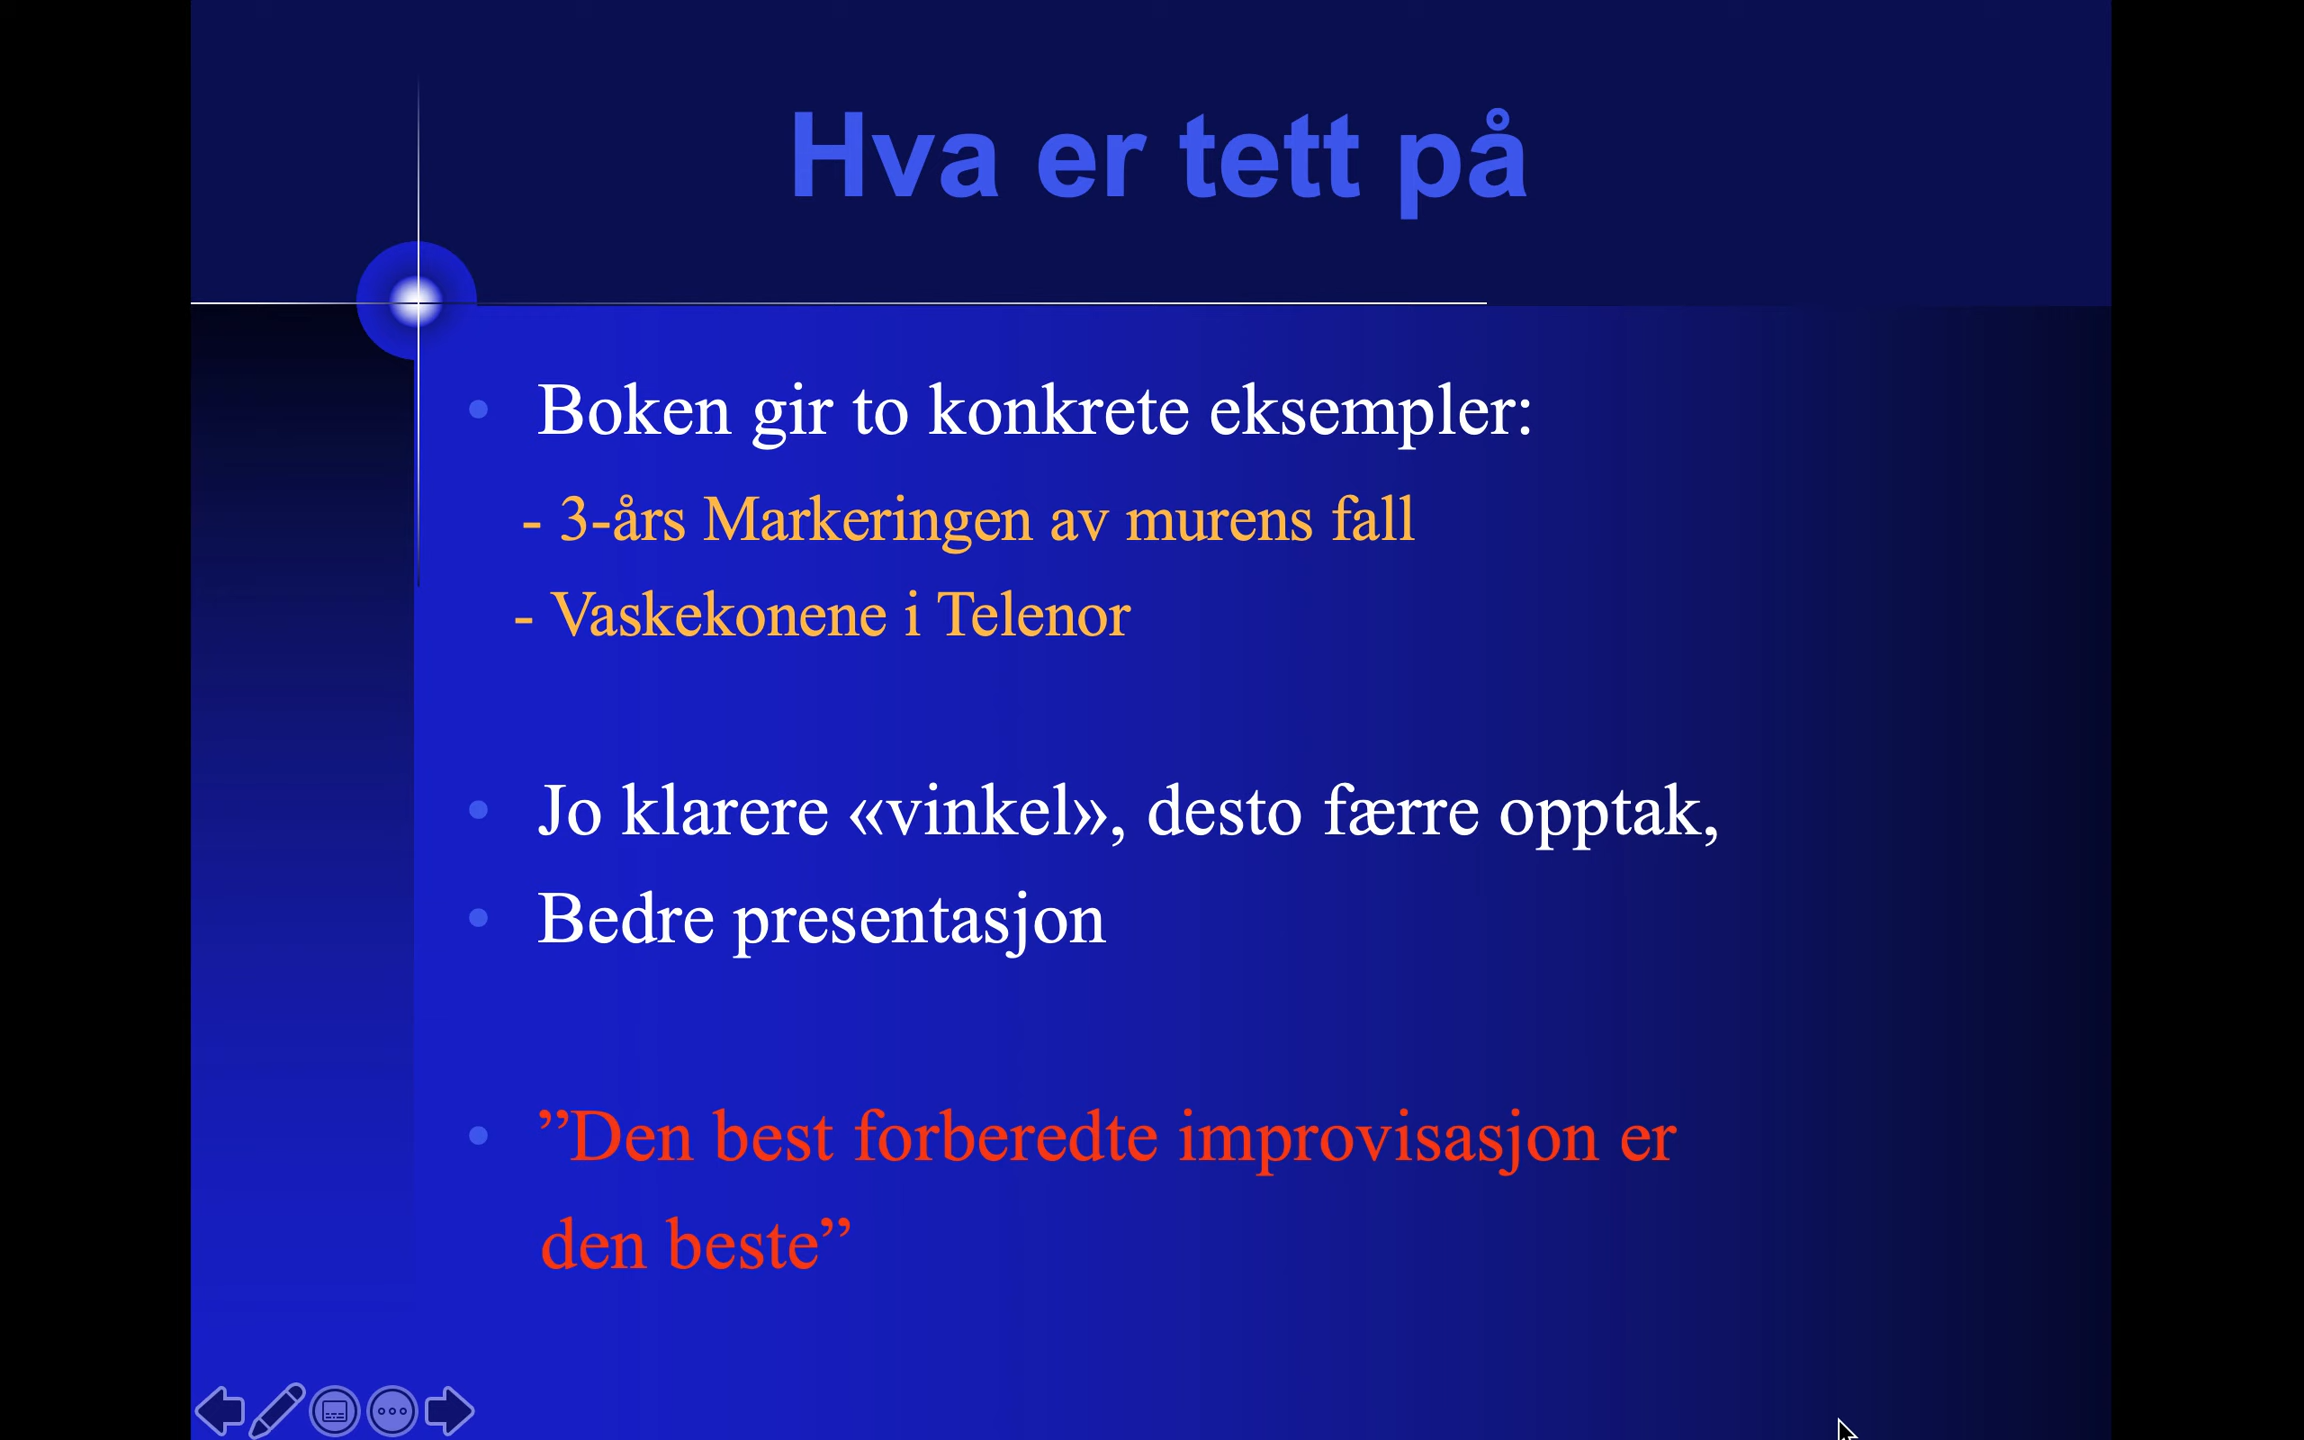 Hva er tett på
• Boken gir to konkrete eksempler:
- 3-års Markeringen av murens fall
- Vaskekonene i Telenor
• Jo klarere «vinkel», desto færre opptak,
• Bedre presentasjon
• ”Den best forberedte improvisasjon er
den beste”